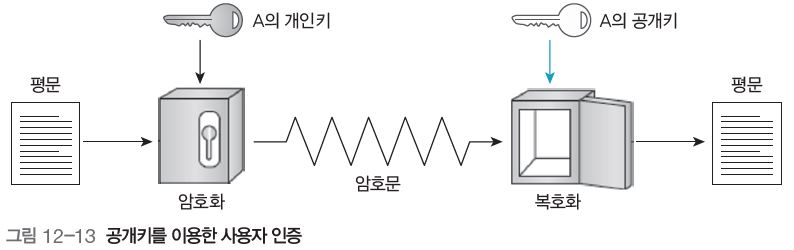 A의 개인키
A의 공개키
평문
평문
암호화
암호문
복호화
그림 12-13 공개키를 이용한 사용자 인증